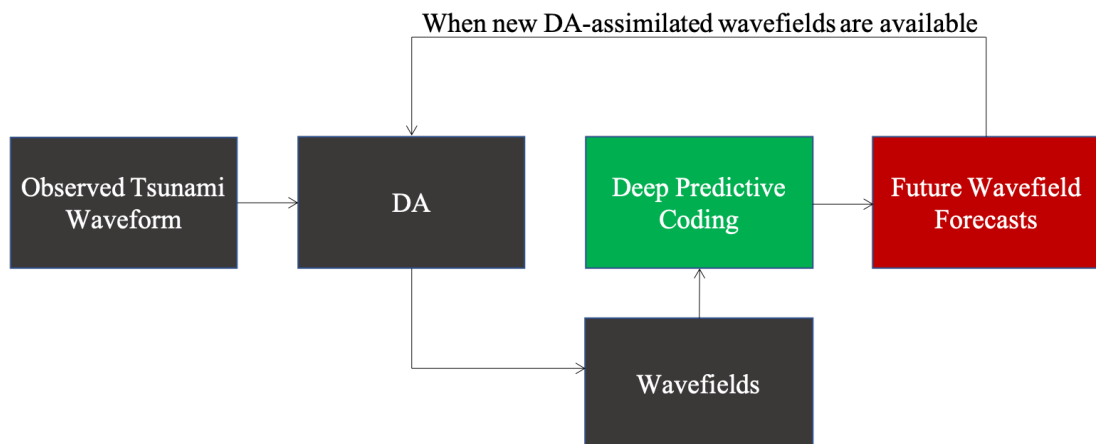 When new DA-assimilated wavefields are available
Observed Tsunami
Waveform
DA
Deep Predictive
Coding
Future Wavefield
Forecasts
Wavefields